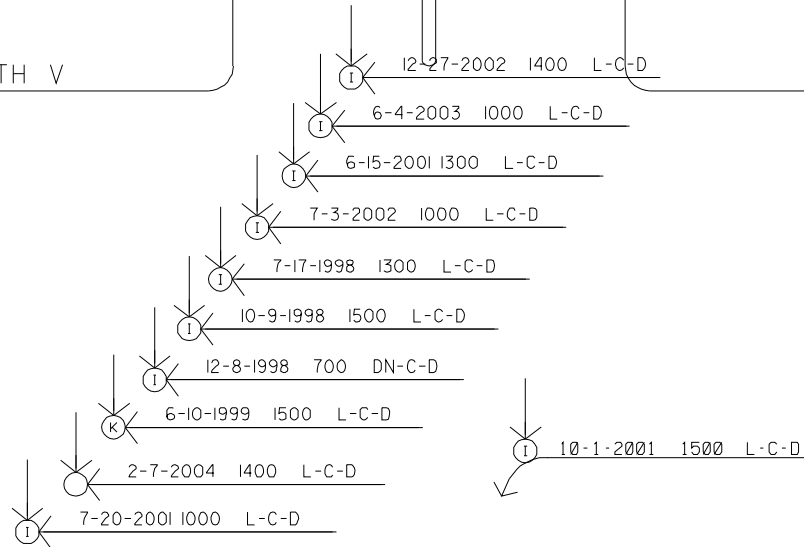 TH V
I 12-27-2002 1400 L-C-D
I 6-4-2003 1000 L-C-D
I 6-15-2001 1300 L-C-D
I 7-3-2002 1000 L-C-D
I 7-17-1998 1300 L-C-D
I 10-9-1998 1500 L-C-D
I 12-8-1998 700 DN-C-D
K 6-10-1999 1500 L-C-D
I 10-1-2001 1500 L-C-D
2-7-2004 1400 L-C-D
I 7-20-2001 1000 L-C-D